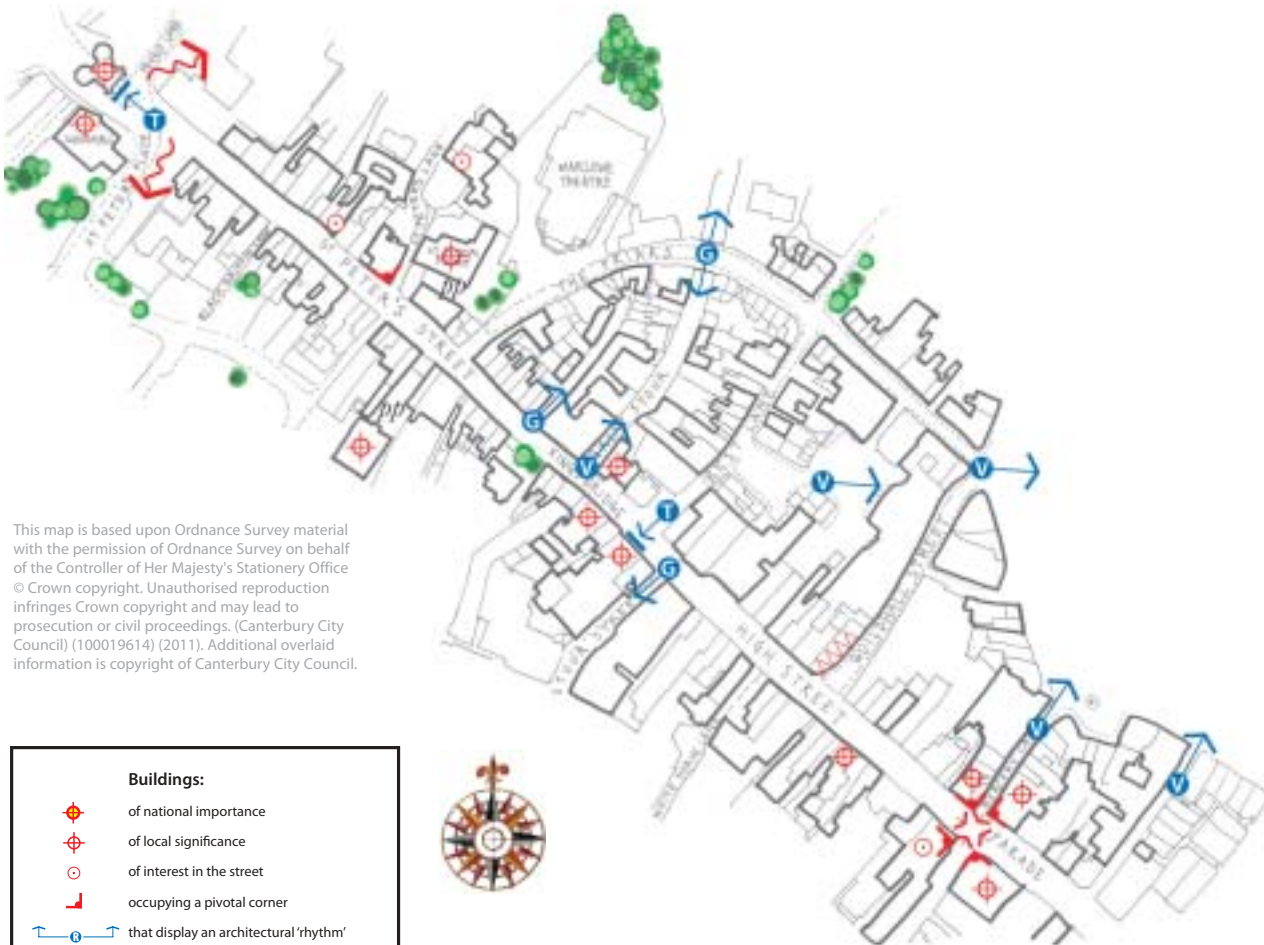 MARLOWE
THEATRE
ST PETER'S STREET
THE FRIARS
KING'S BRIDGE
HIGH STREET
PARADE
T
G
G
V
T
G
V
V
V
V
This map is based upon Ordnance Survey material
with the permission of Ordnance Survey on behalf
of the Controller of Her Majesty's Stationery Office
© Crown copyright. Unauthorised reproduction
infringes Crown copyright and may lead to
prosecution or civil proceedings. (Canterbury City
Council) (100019614) (2011). Additional overlaid
information is copyright of Canterbury City Council.
Buildings:
of national importance
of local significance
of interest in the street
occupying a pivotal corner
R that display an architectural 'rhythm'